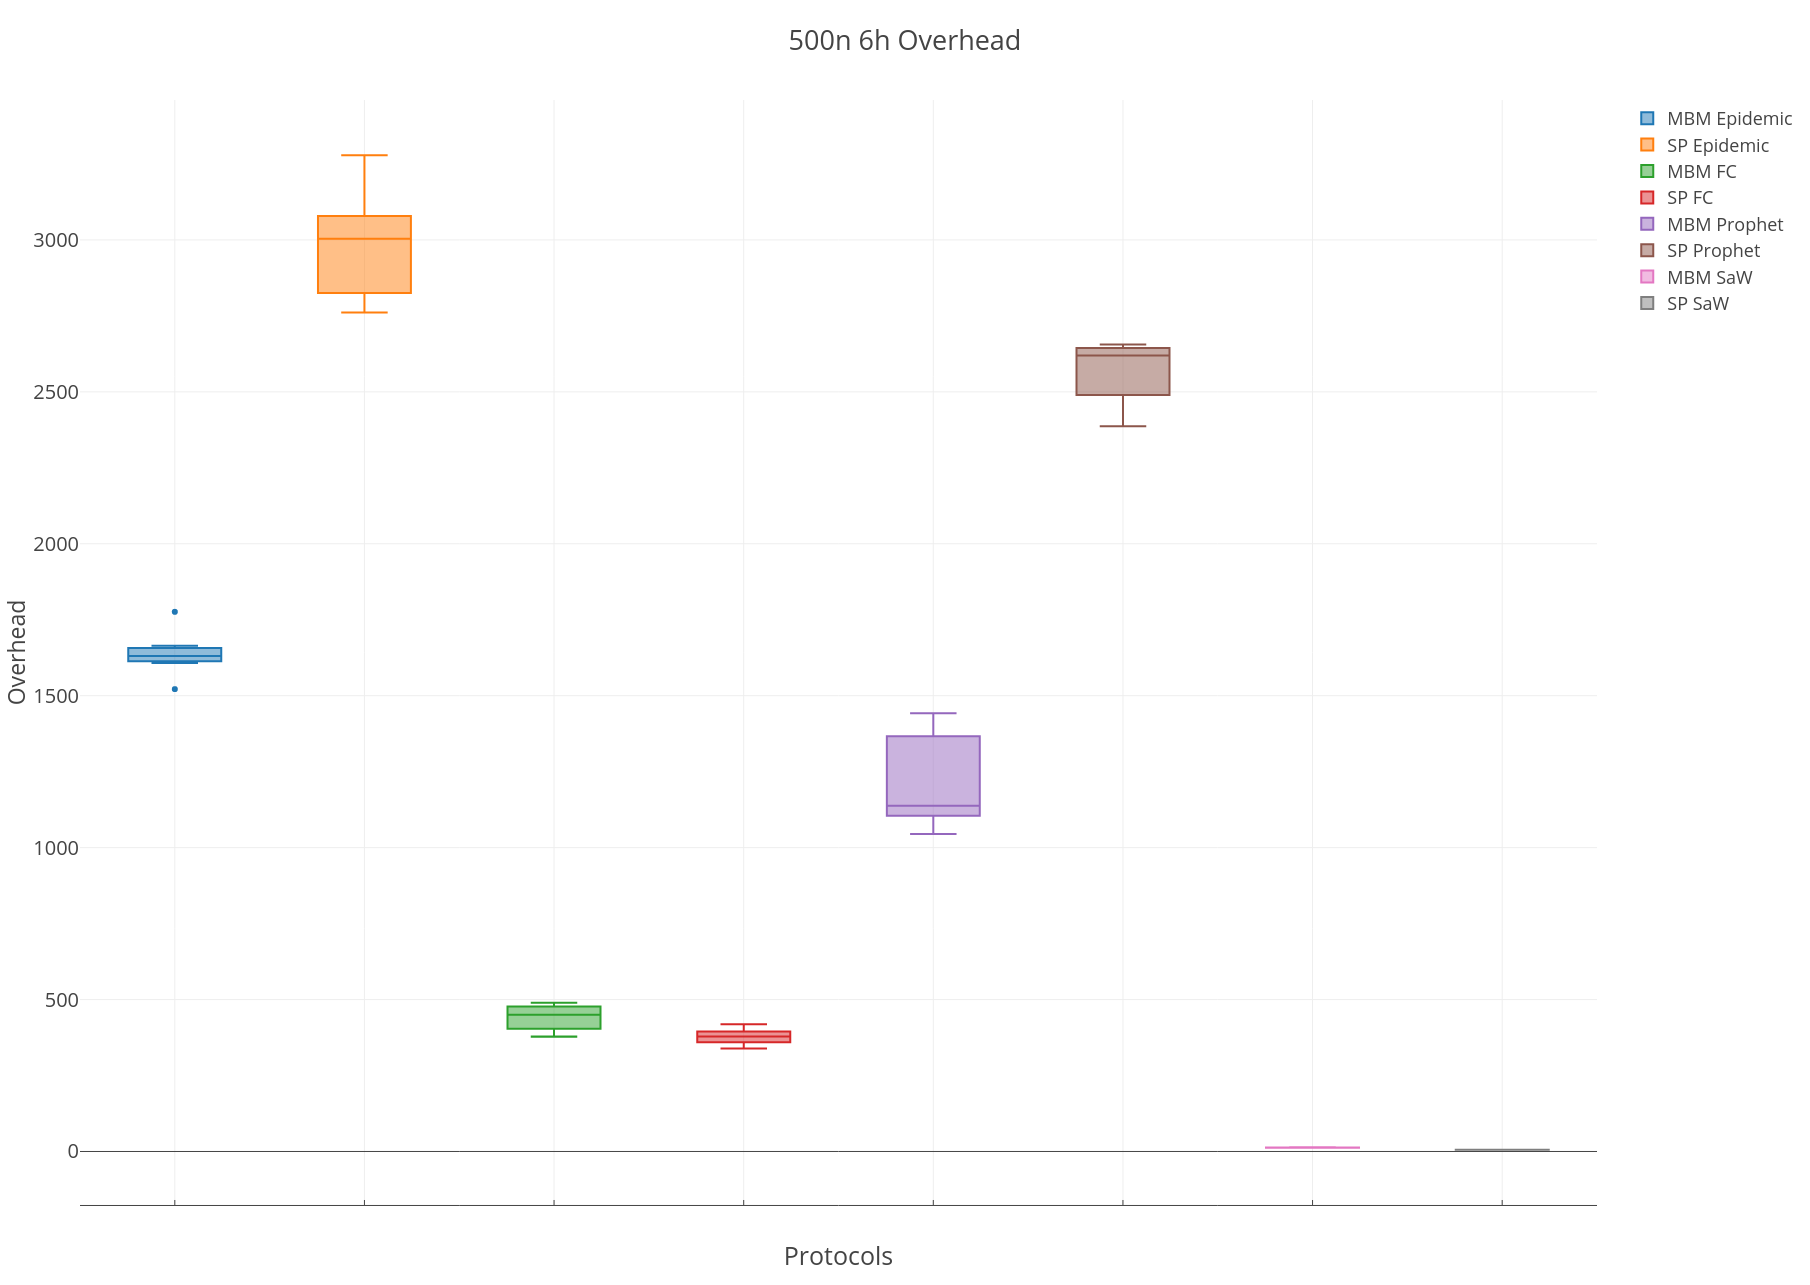 500n 6h Overhead
MBM Epidemic
SP Epidemic
MBM FC
SP FC
MBM Prophet
SP Prophet
MBM SaW
SP SaW
3000
2500
2000
1500
1000
500
0
Overhead
Protocols